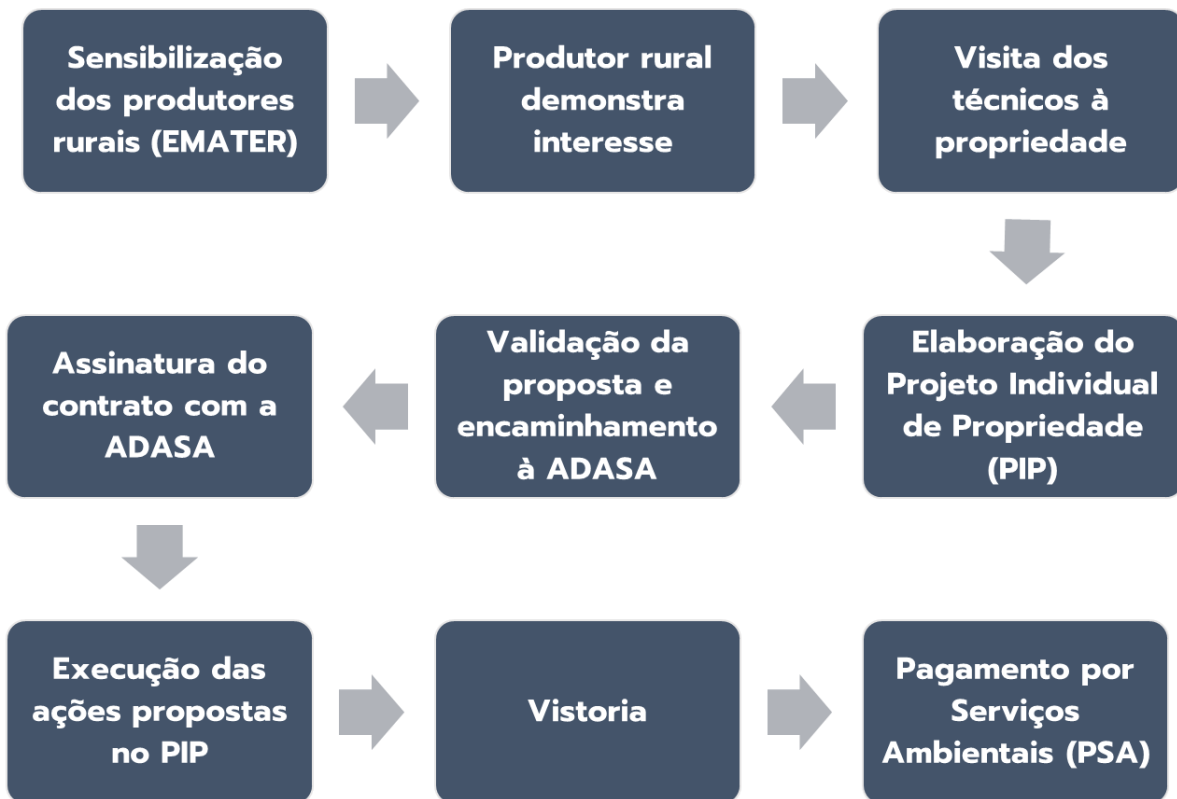 Sensibilização
dos produtores
rurais (EMATER)
Produtor rural
demonstra
interesse
Visita dos
técnicos à
propriedade
Elaboração do
Projeto Individual
de Propriedade
(PIP)
Validação da
proposta e
encaminhamento
à ADASA
Assinatura do
contrato com a
ADASA
Execução das
ações propostas
no PIP
Vistoria
Pagamento por
Serviços
Ambientais (PSA)